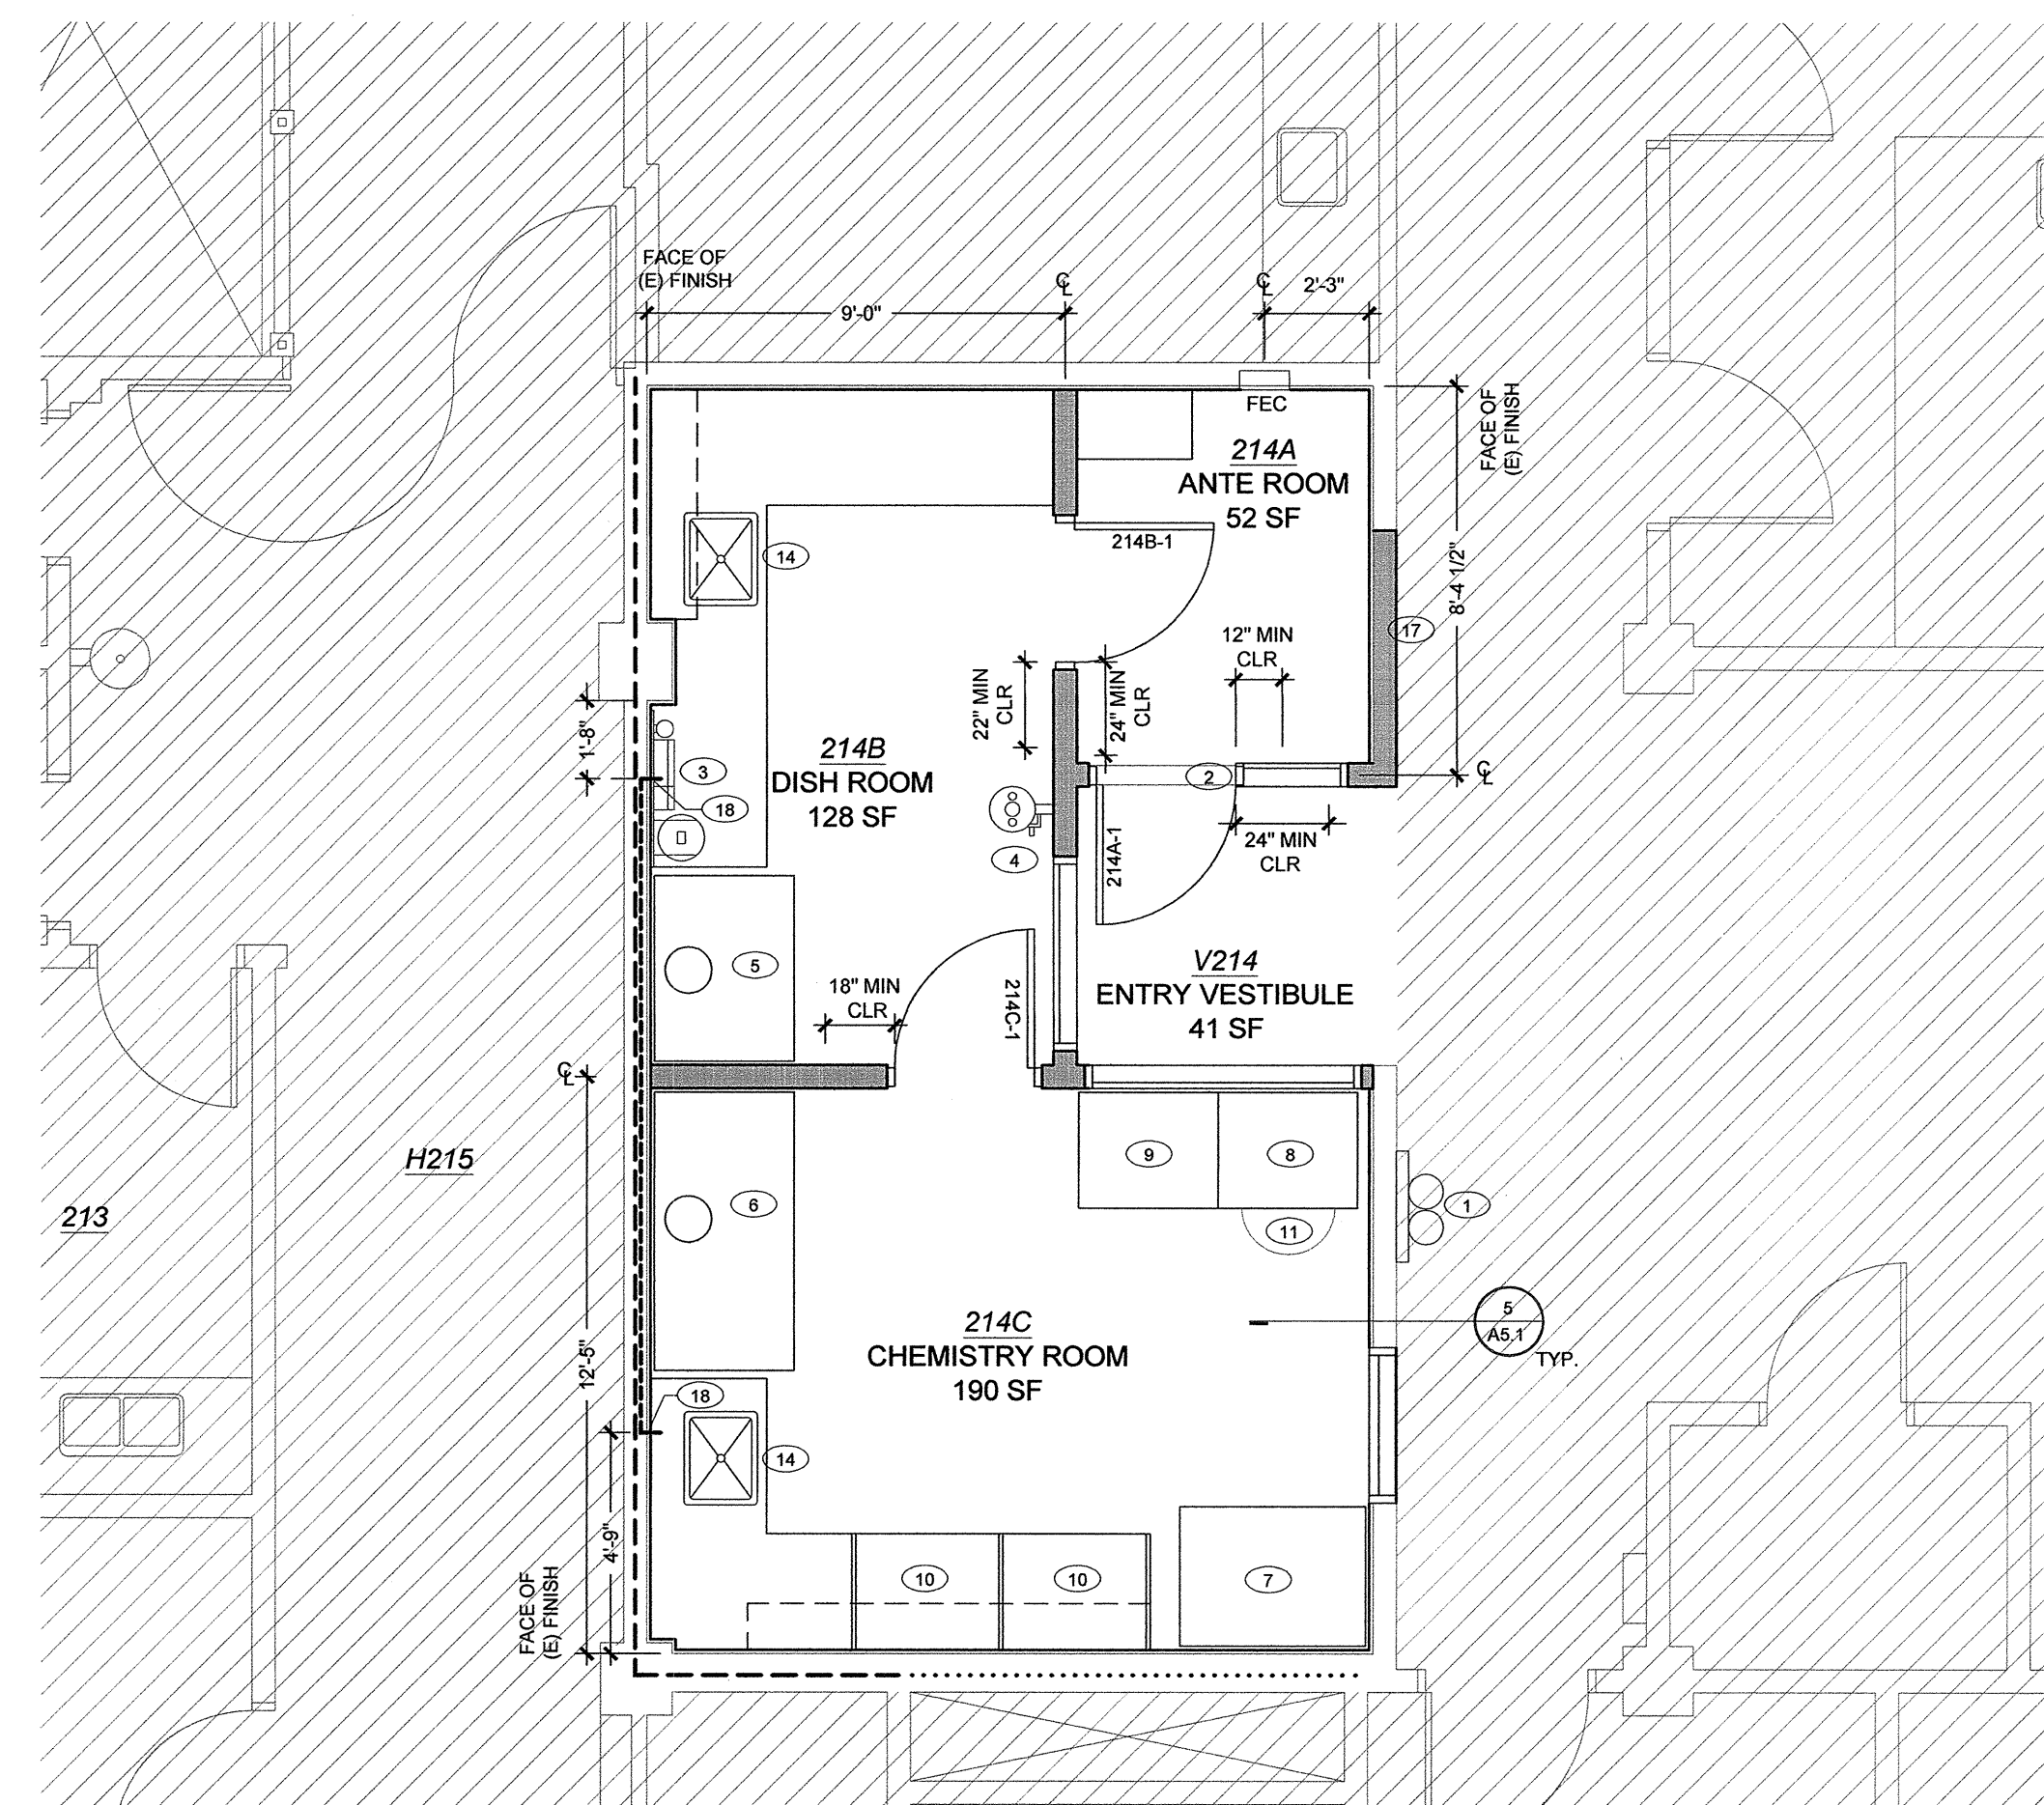 FACE OF
(E) FINISH
℄
℄
2'-3"
9'-0"
FEC
FACE OF
(E) FINISH
214A
ANTE ROOM
52 SF
214B-1
14
8'-4 1/2"
17
12" MIN
CLR
22" MIN
CLR
24" MIN
CLR
1'-8"
214B
DISH ROOM
128 SF
3
18
2
℄
4
214A-1
24" MIN
CLR
5
18" MIN
CLR
214C-1
V214
ENTRY VESTIBULE
41 SF
℄
H215
213
9
8
6
11
1
5
A5.1
TYP.
214C
CHEMISTRY ROOM
190 SF
12'-5"
18
14
4'-9"
FACE OF
(E) FINISH
10
10
7